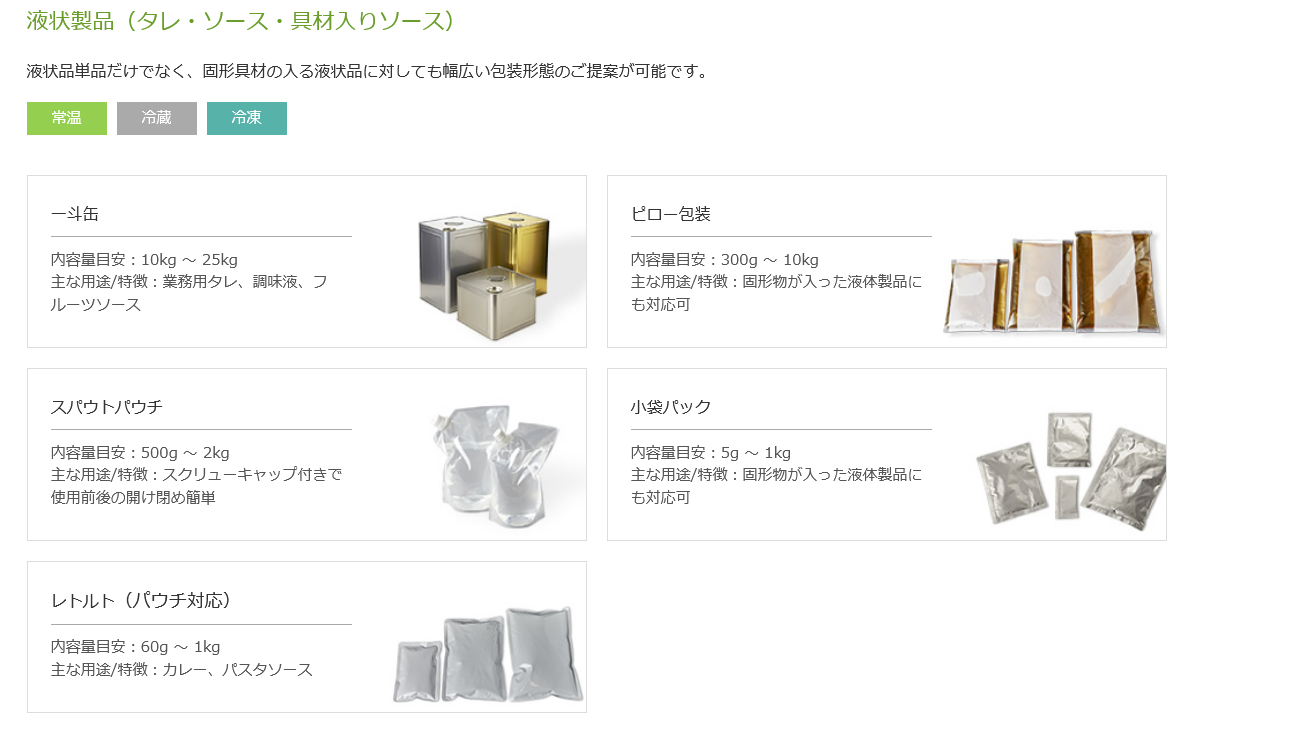 液状製品（タレ・ソース・具材入りソース）
液状品単品だけでなく、固形具材の入る液状品に対しても幅広い包装形態のご提案が可能です。
常温
冷蔵
冷凍
一斗缶
内容量目安：10kg ～ 25kg
主な用途/特徴：業務用タレ、調味液、フ
ルーツソース
ピロー包装
内容量目安：300g ～ 10kg
主な用途/特徴：固形物が入った液体製品に
も対応可
スパウトパウチ
内容量目安：500g ～ 2kg
主な用途/特徴：スクリューキャップ付きで
使用前後の開け閉め簡単
小袋パック
内容量目安：5g ～ 1kg
主な用途/特徴：固形物が入った液体製品に
も対応可
レトルト（パウチ対応）
内容量目安：60g ～ 1kg
主な用途/特徴：カレー、パスタソース